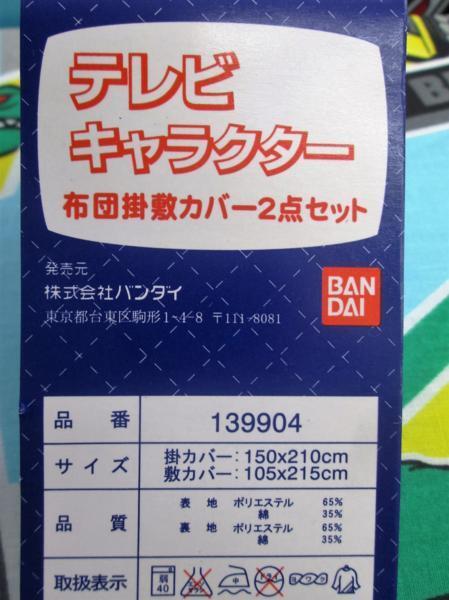 テレビ
キャラクター
布団掛敷カバー2点セット
発売元
株式会社バンダイ
東京都台東区駒形1-4-8 〒111-8081
BAN
DAI
品番 139904
サイズ 掛カバー:150x210cm
敷カバー:105x215cm
品質 表地 ポリエステル 65%
綿 35%
裏地 ポリエステル 65%
綿 35%
取扱表示 弱 40